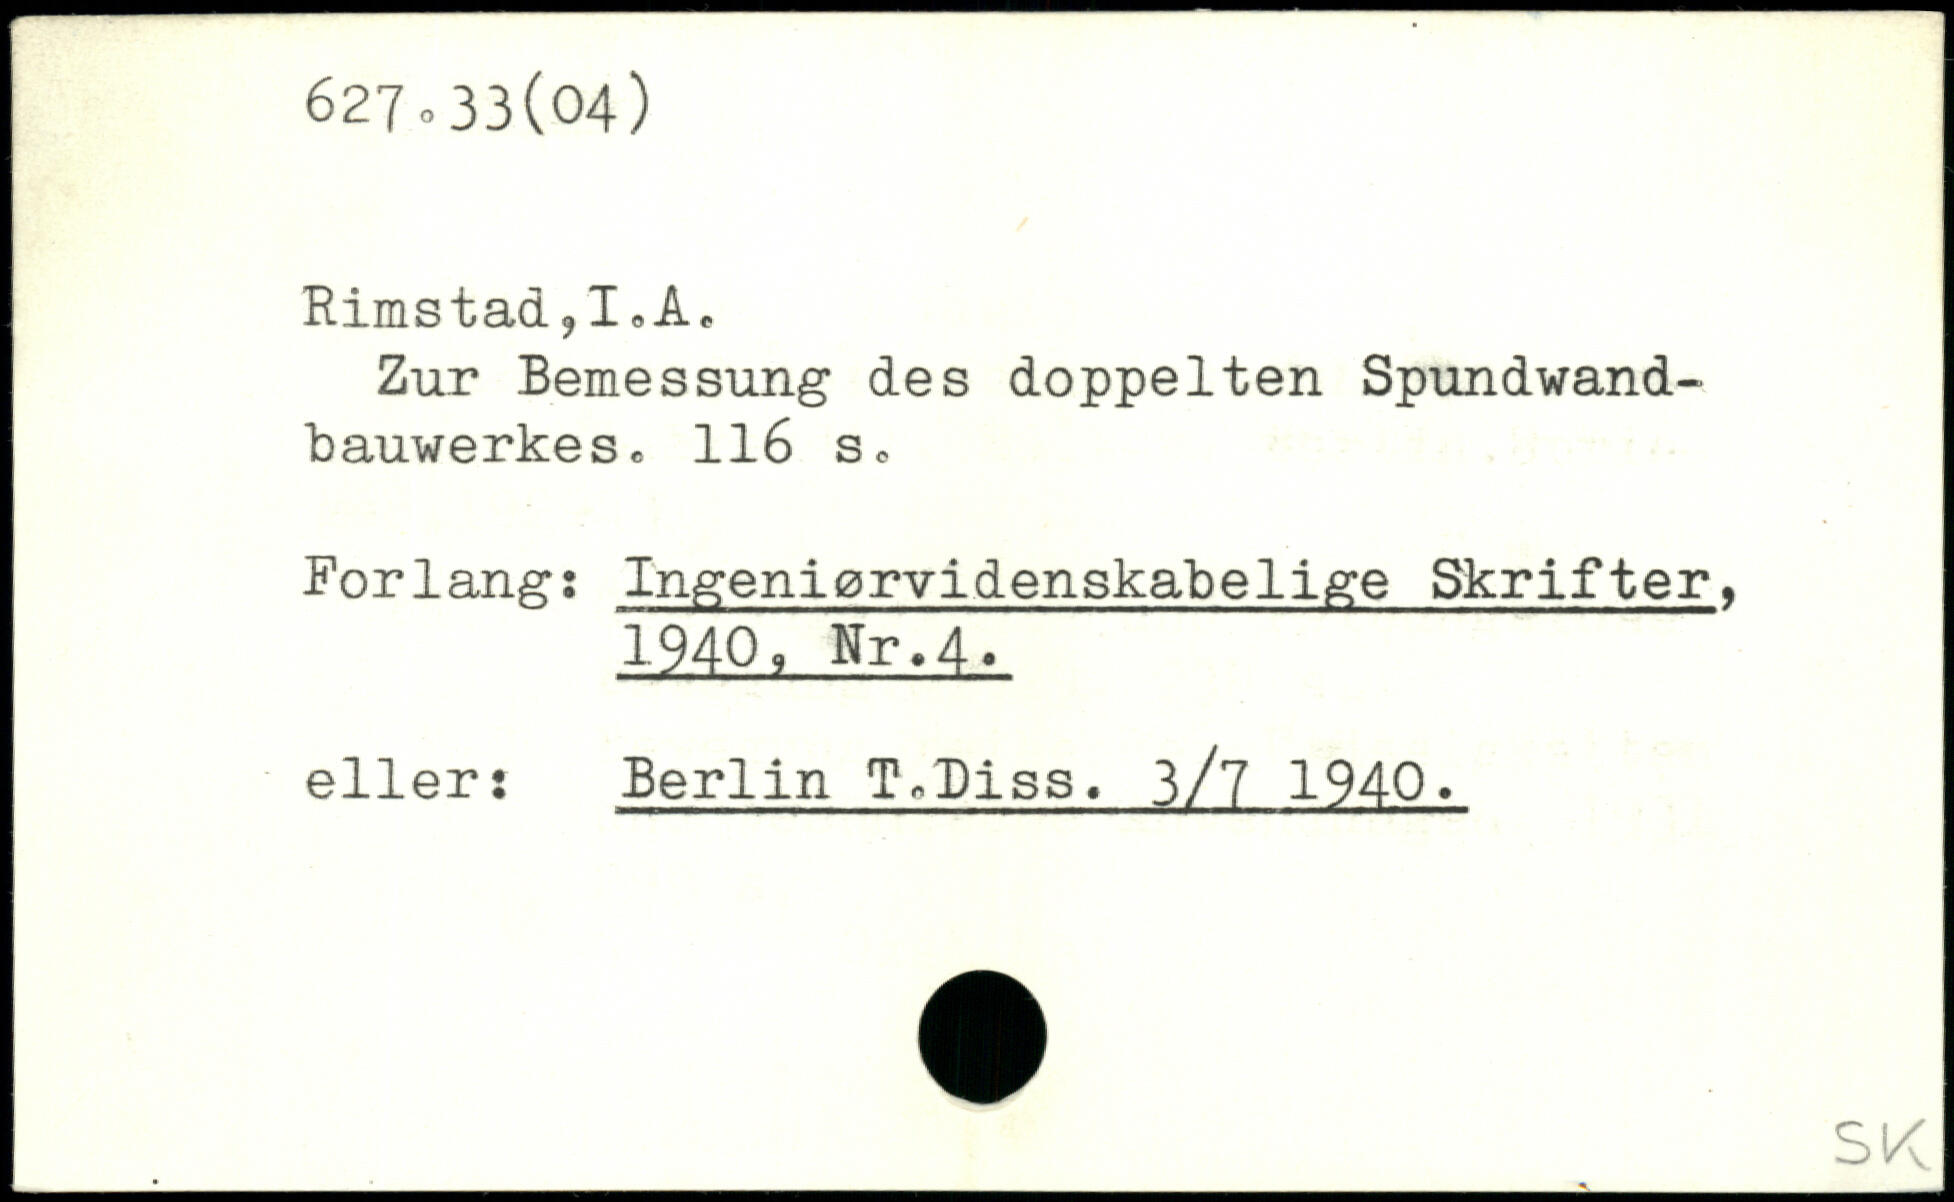 627.33(04)
Rimstad,I.A.
Zur Bemessung des doppelten Spundwand-
bauwerkes. 116 s.
Forlang: Ingeniørvidenskabelige Skrifter,
1940, Nr.4.
eller: Berlin T.Diss. 3/7 1940.
SK